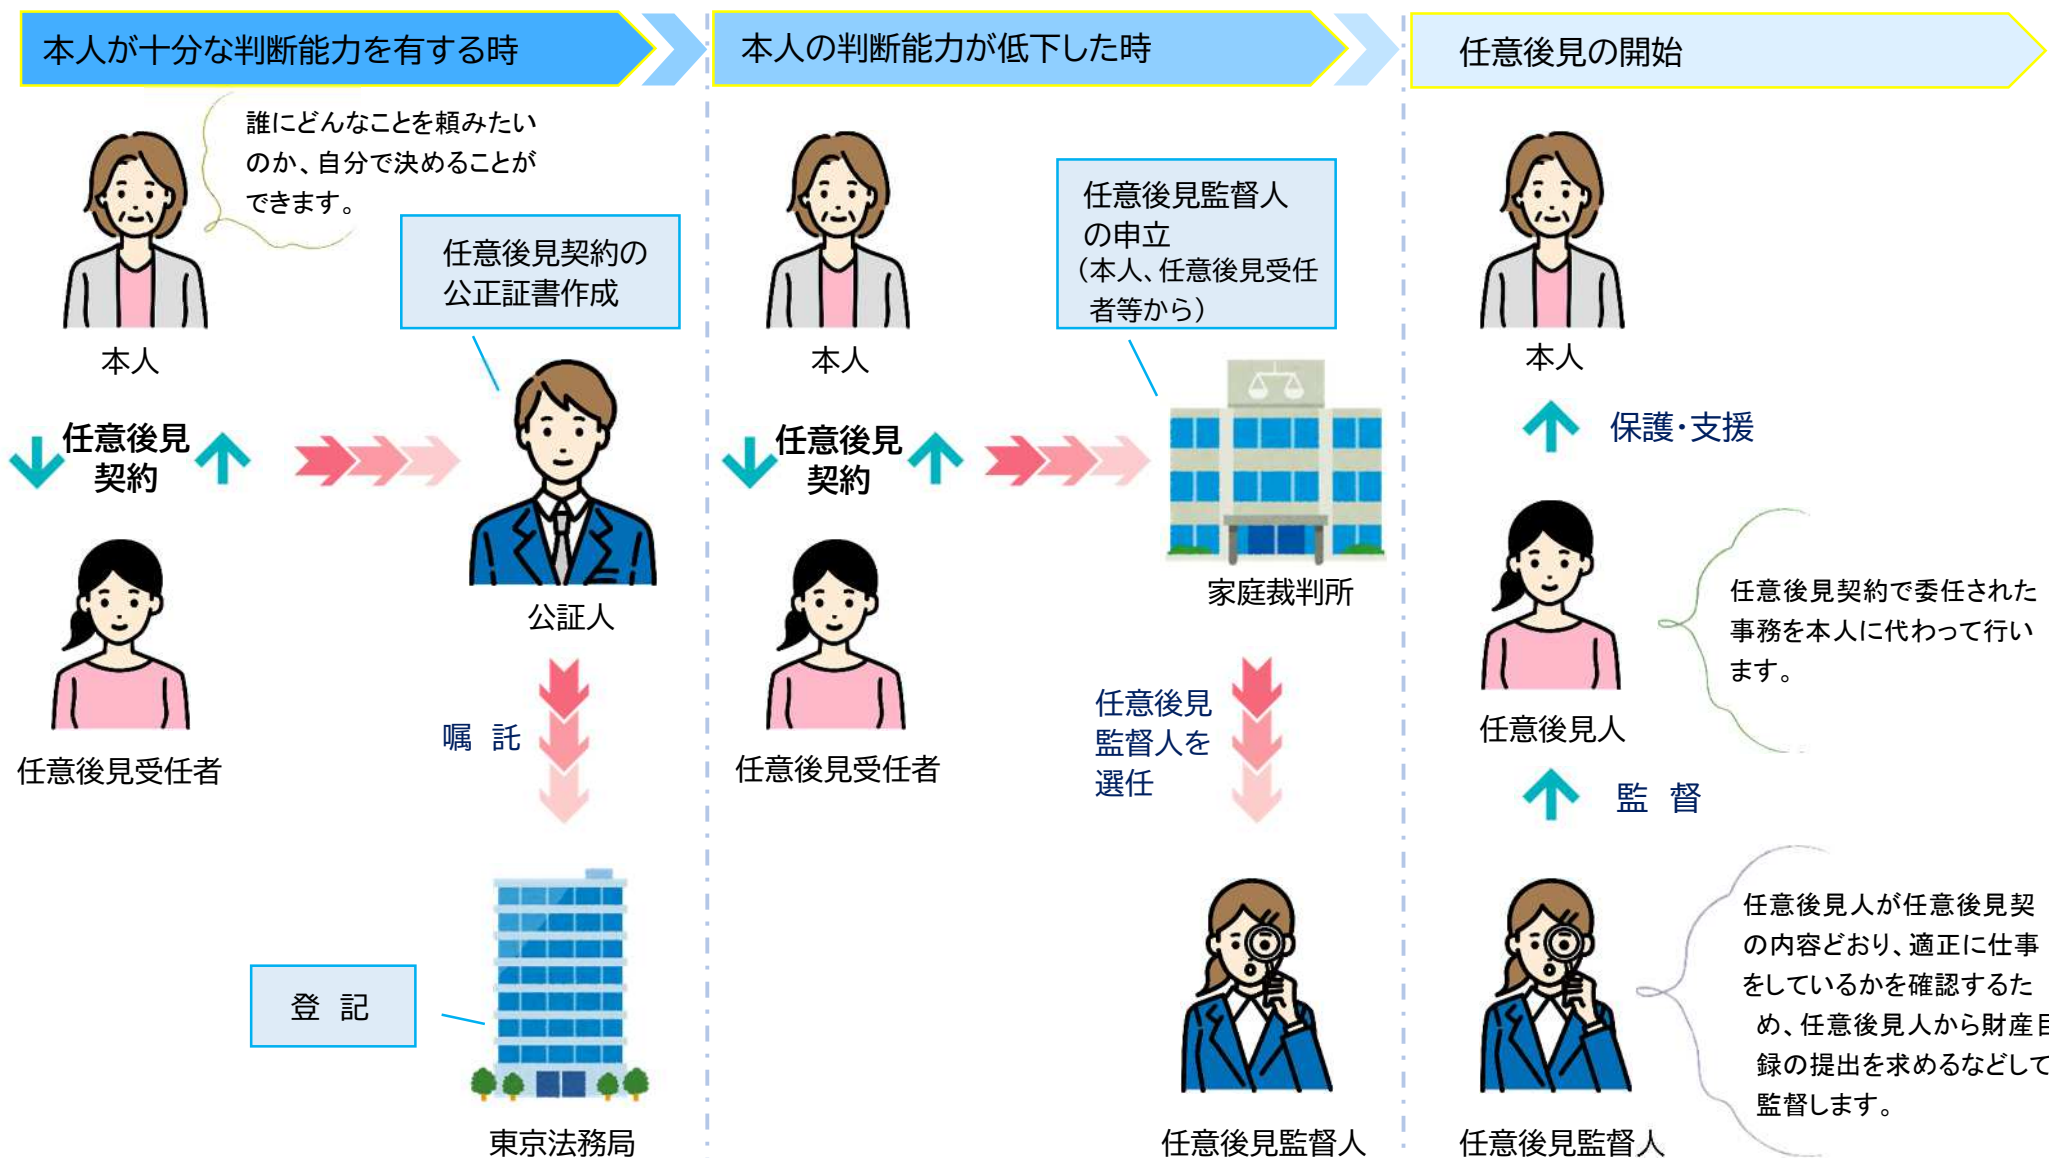 本人が十分な判断能力を有する時
誰にどんなことを頼みたい
のか、自分で決めることが
できます。
本人
任意後見契約の
公正証書作成
任意後見
契約
公証人
任意後見受任者
嘱 託
登 記
東京法務局
本人の判断能力が低下した時
本人
任意後見監督人
の申立
（本人、任意後見受任
者等から）
任意後見
契約
家庭裁判所
任意後見受任者
任意後見
監督人を
選任
任意後見監督人
任意後見の開始
本人
保護・支援
任意後見契約で委任された
事務を本人に代わって行い
ます。
任意後見人
監 督
任意後見人が任意後見契
の内容どおり、適正に仕事
をしているかを確認するた
め、任意後見人から財産目
録の提出を求めるなどして
監督します。
任意後見監督人